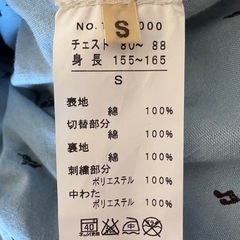 S
チェスト 80~ 88
身 長 155~165
S
表地
綿 100%
切替部分
綿 100%
裏地
綿 100%
刺繍部分
ポリエステル 100%
中わた
ポリエステル 100%
40